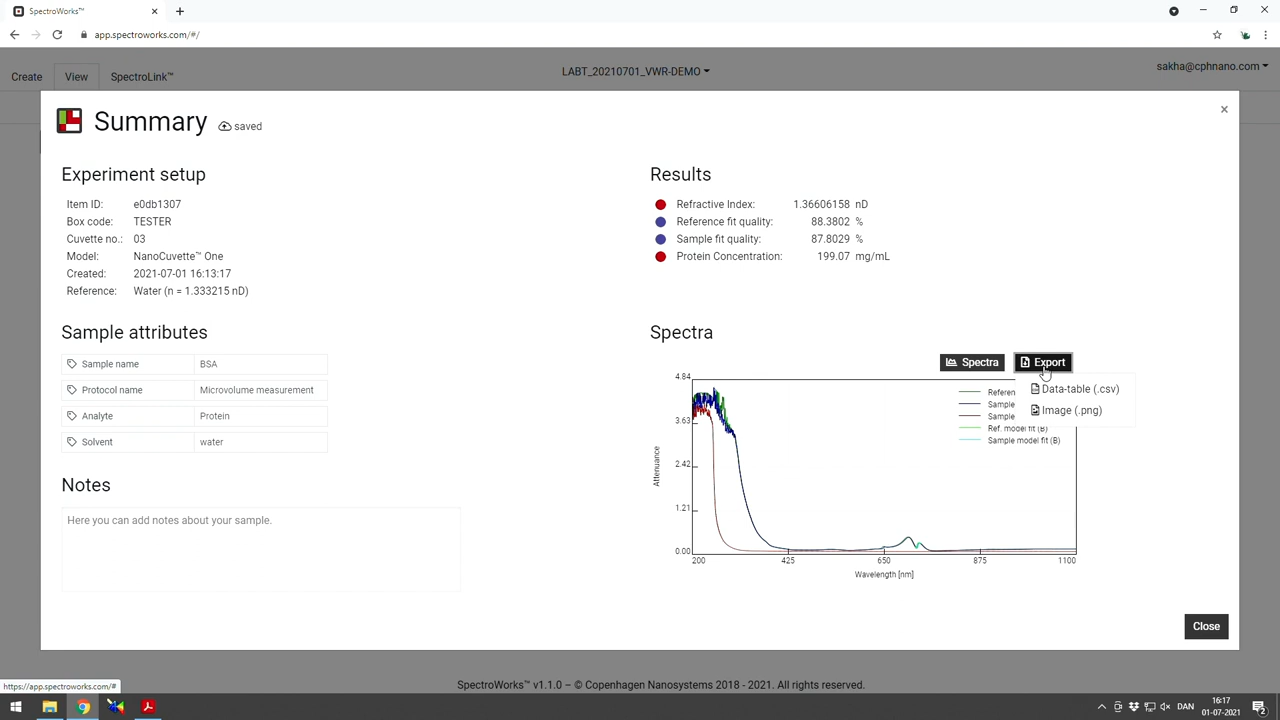 SpectroWorks™
app.spectroworks.com/#/
Create
View
SpectroLink™
LABT_20210701_VWR-DEMO
sakha@cphnano.com
Summary
saved
×
Experiment setup
Item ID: e0db1307
Box code: TESTER
Cuvette no.: 03
Model: NanoCuvette™ One
Created: 2021-07-01 16:13:17
Reference: Water (n = 1.333215 nD)
Results
Refractive Index: 1.36606158 nD
Reference fit quality: 88.3802 %
Sample fit quality: 87.8029 %
Protein Concentration: 199.07 mg/mL
Sample attributes
Sample name BSA
Protocol name Microvolume measurement
Analyte Protein
Solvent water
Notes
Here you can add notes about your sample.
Spectra
Spectra
Export
Data-table (.csv)
Image (.png)
4.84
3.63
2.42
1.21
0.00
Attenuance
Referen
Sample
Sample
Ref. model fit (B)
Sample model fit (B)
200 425 650 875 1100
Wavelength [nm]
Close
https://app.spectroworks.com/#
SpectroWorks™ v1.1.0 – © Copenhagen Nanosystems 2018 - 2021. All rights reserved.
DAN
16:17
01-07-2021
2